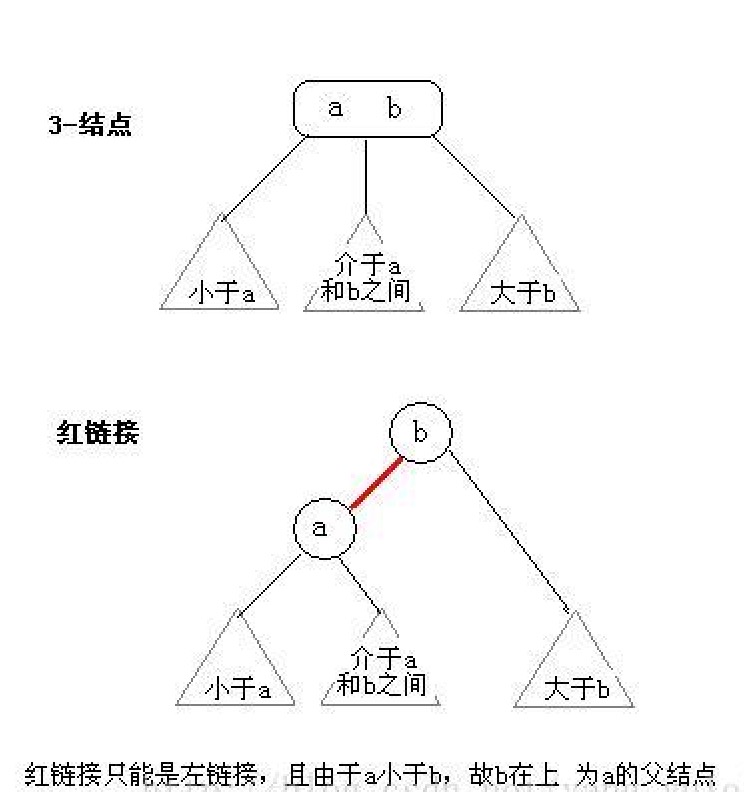 3-结点
a b
小于a
介于a
和b之间
大于b
红链接
b
a
小于a
介于a
和b之间
大于b
红链接只能是左链接，且由于a小于b，故b在上 为a的父结点